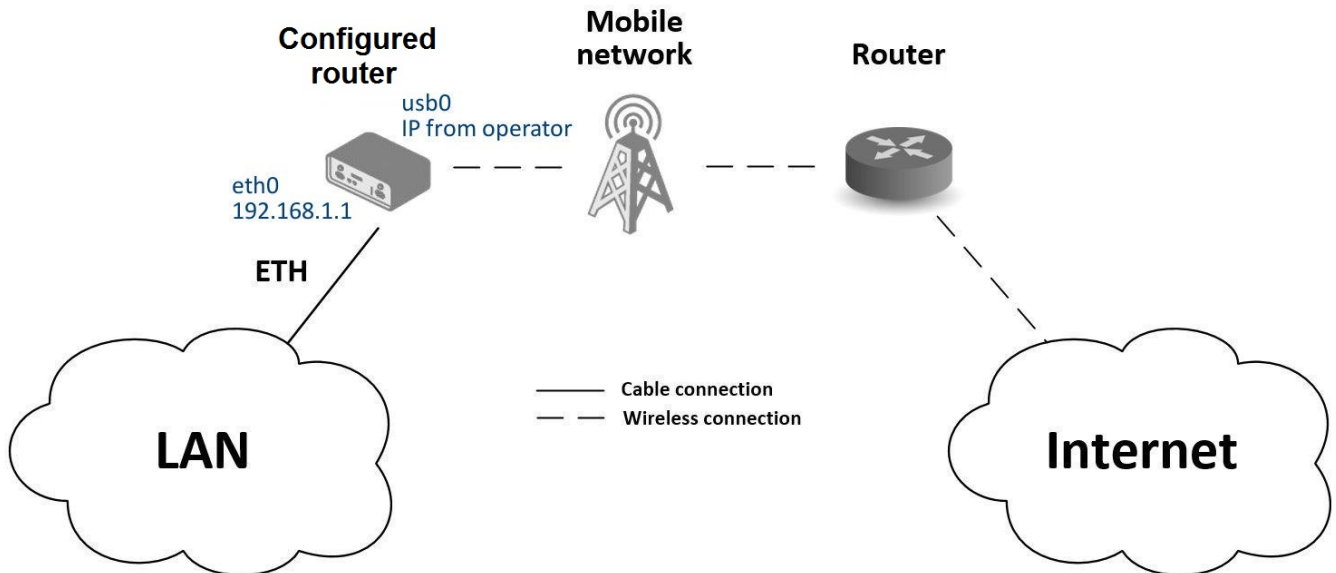 Configured
router
Mobile
network
Router
usb0
IP from operator
eth0
192.168.1.1
ETH
Cable connection
Wireless connection
LAN
Internet